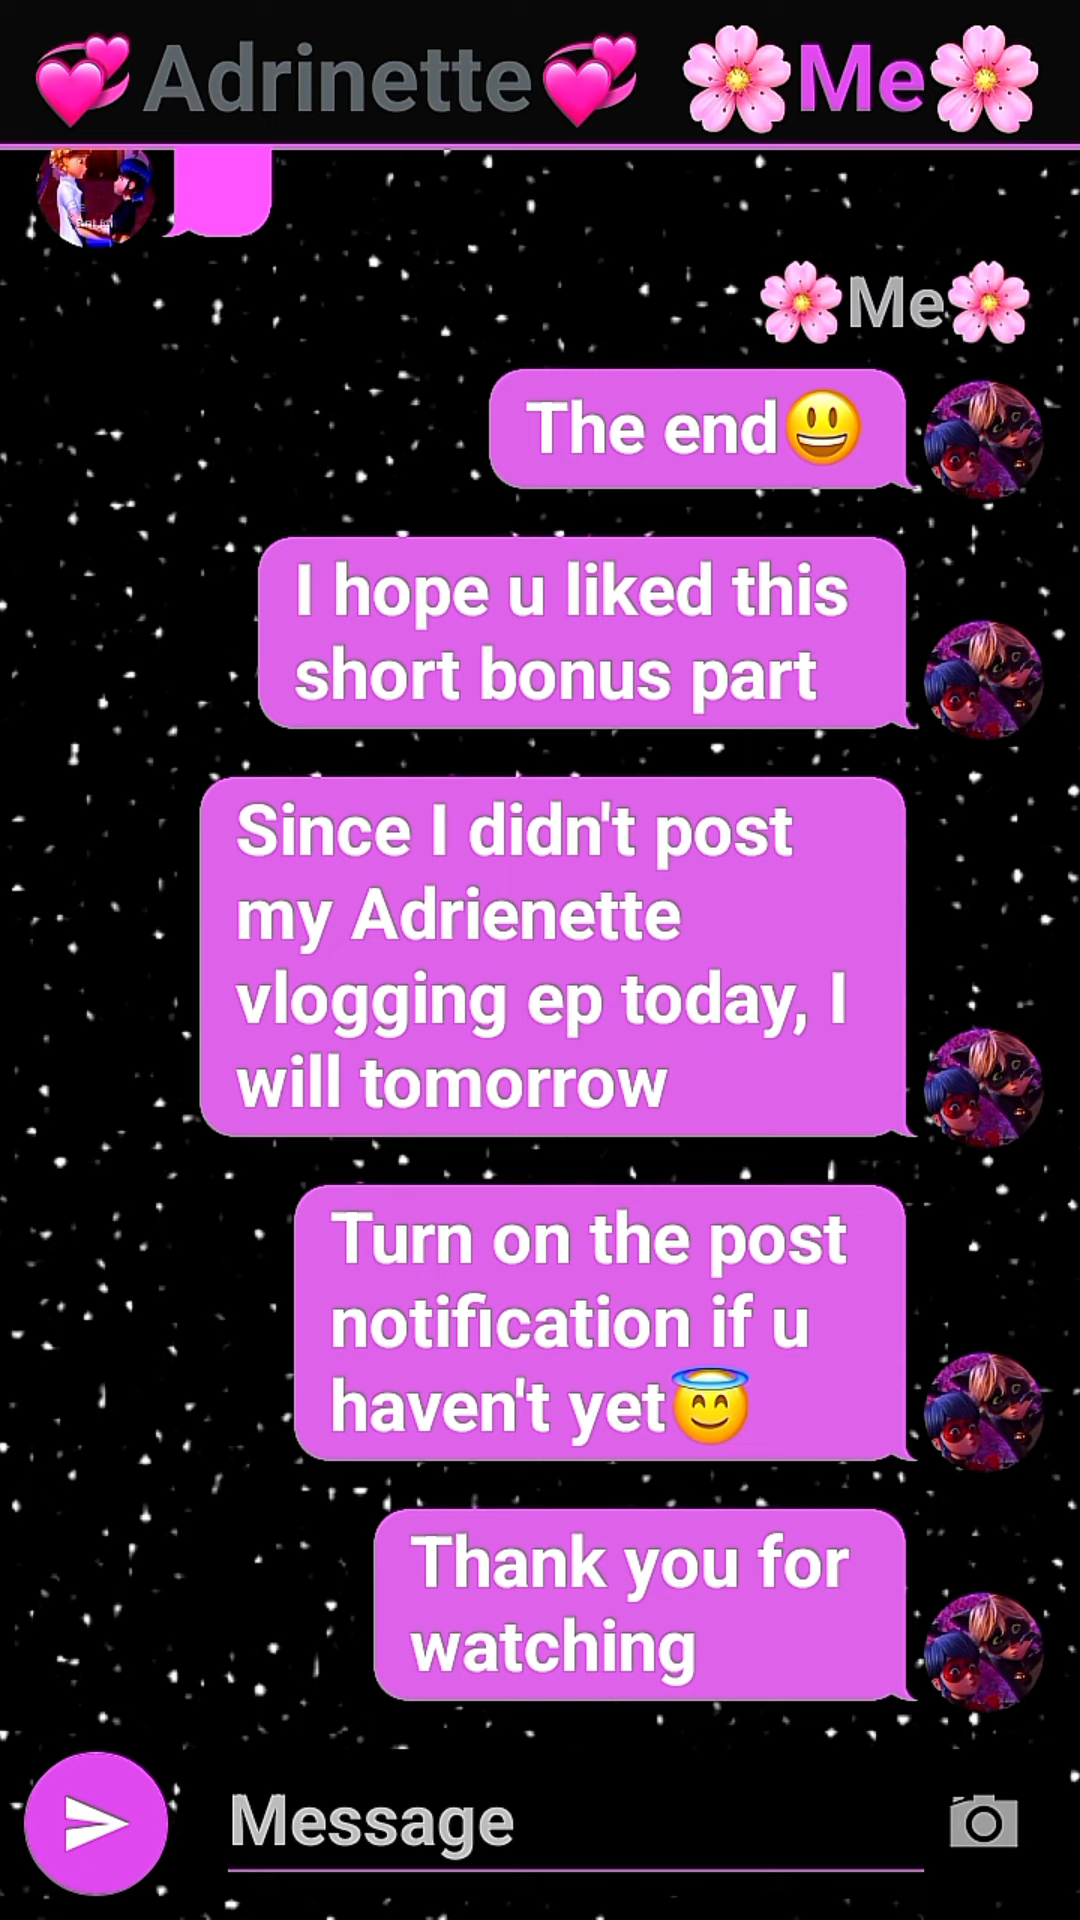 💞Adrinette💞 🌸Me🌸
🌸Me🌸
The end😃
I hope u liked this
short bonus part
Since I didn't post
my Adrienette
vlogging ep today, I
will tomorrow
Turn on the post
notification if u
haven't yet😇
Thank you for
watching
Message